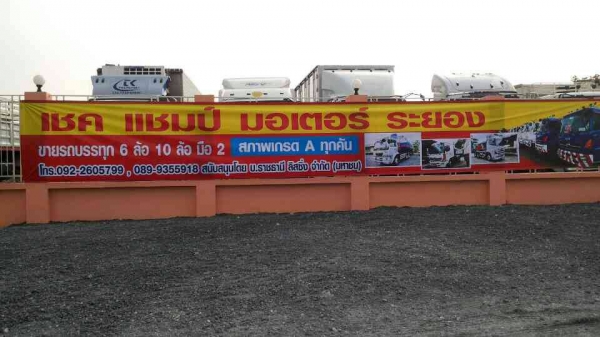 เชค แชมป์ มอเตอร์ ระยอง
ขายรถบรรทุก 6 ล้อ 10 ล้อ มือ 2 สภาพเกรด A ทุกคัน
โทร.092-2605799 , 089-9355918 สนับสนุนโดย บ.ราชธานี ลิสซิ่ง จำกัด (มหาชน)